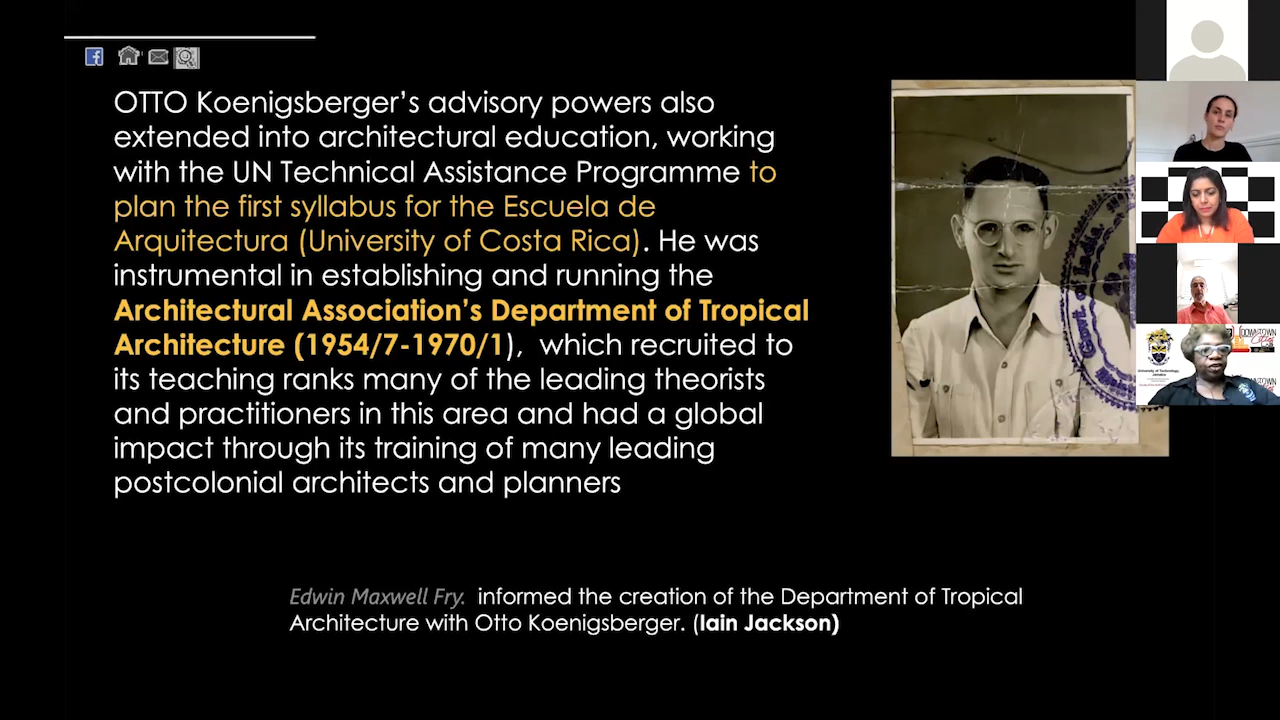 OTTO Koenigsberger’s advisory powers also
extended into architectural education, working
with the UN Technical Assistance Programme to
plan the first syllabus for the Escuela de
Arquitectura (University of Costa Rica). He was
instrumental in establishing and running the
Architectural Association’s Department of Tropical
Architecture (1954/7-1970/1), which recruited to
its teaching ranks many of the leading theorists
and practitioners in this area and had a global
impact through its training of many leading
postcolonial architects and planners
Edwin Maxwell Fry. informed the creation of the Department of Tropical
Architecture with Otto Koenigsberger. (Iain Jackson)
University of Technology,
Jamaica